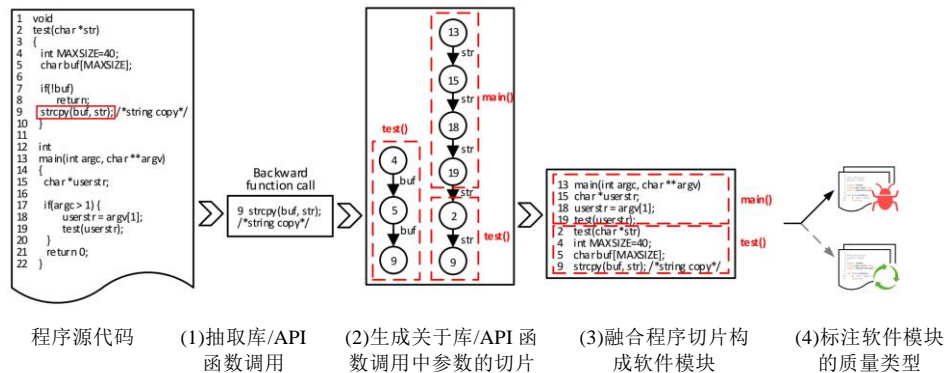 1 void
2 test(char *str)
3 {
4 int MAXSIZE=40;
5 char buf[MAXSIZE];
6
7 if(!buf)
8 return;
9 strcpy(buf, str); /*string copy*/
10 }
11
12 int
13 main(int argc, char **argv)
14 {
15 char *userstr;
16
17 if(argc > 1) {
18 userstr = argv[1];
19 test(userstr);
20 }
21 return 0;
22 }
程序源代码
Backward
function call
9 strcpy(buf, str);
/*string copy*/
(1)抽取库/API
函数调用
test()
4
buf
5
buf
9
13
str
15
str
main()
18
str
19
str
2
str
test()
9
(2)生成关于库/API 函
数调用中参数的切片
13 main(int argc, char **argv)
15 char *userstr;
18 userstr = argv[1];
19 test(userstr);
main()
2 test(char *str)
4 int MAXSIZE=40;
5 char buf[MAXSIZE];
9 strcpy(buf, str); /*string copy*/
test()
(3)融合程序切片构
成软件模块
(4)标注软件模块
的质量类型